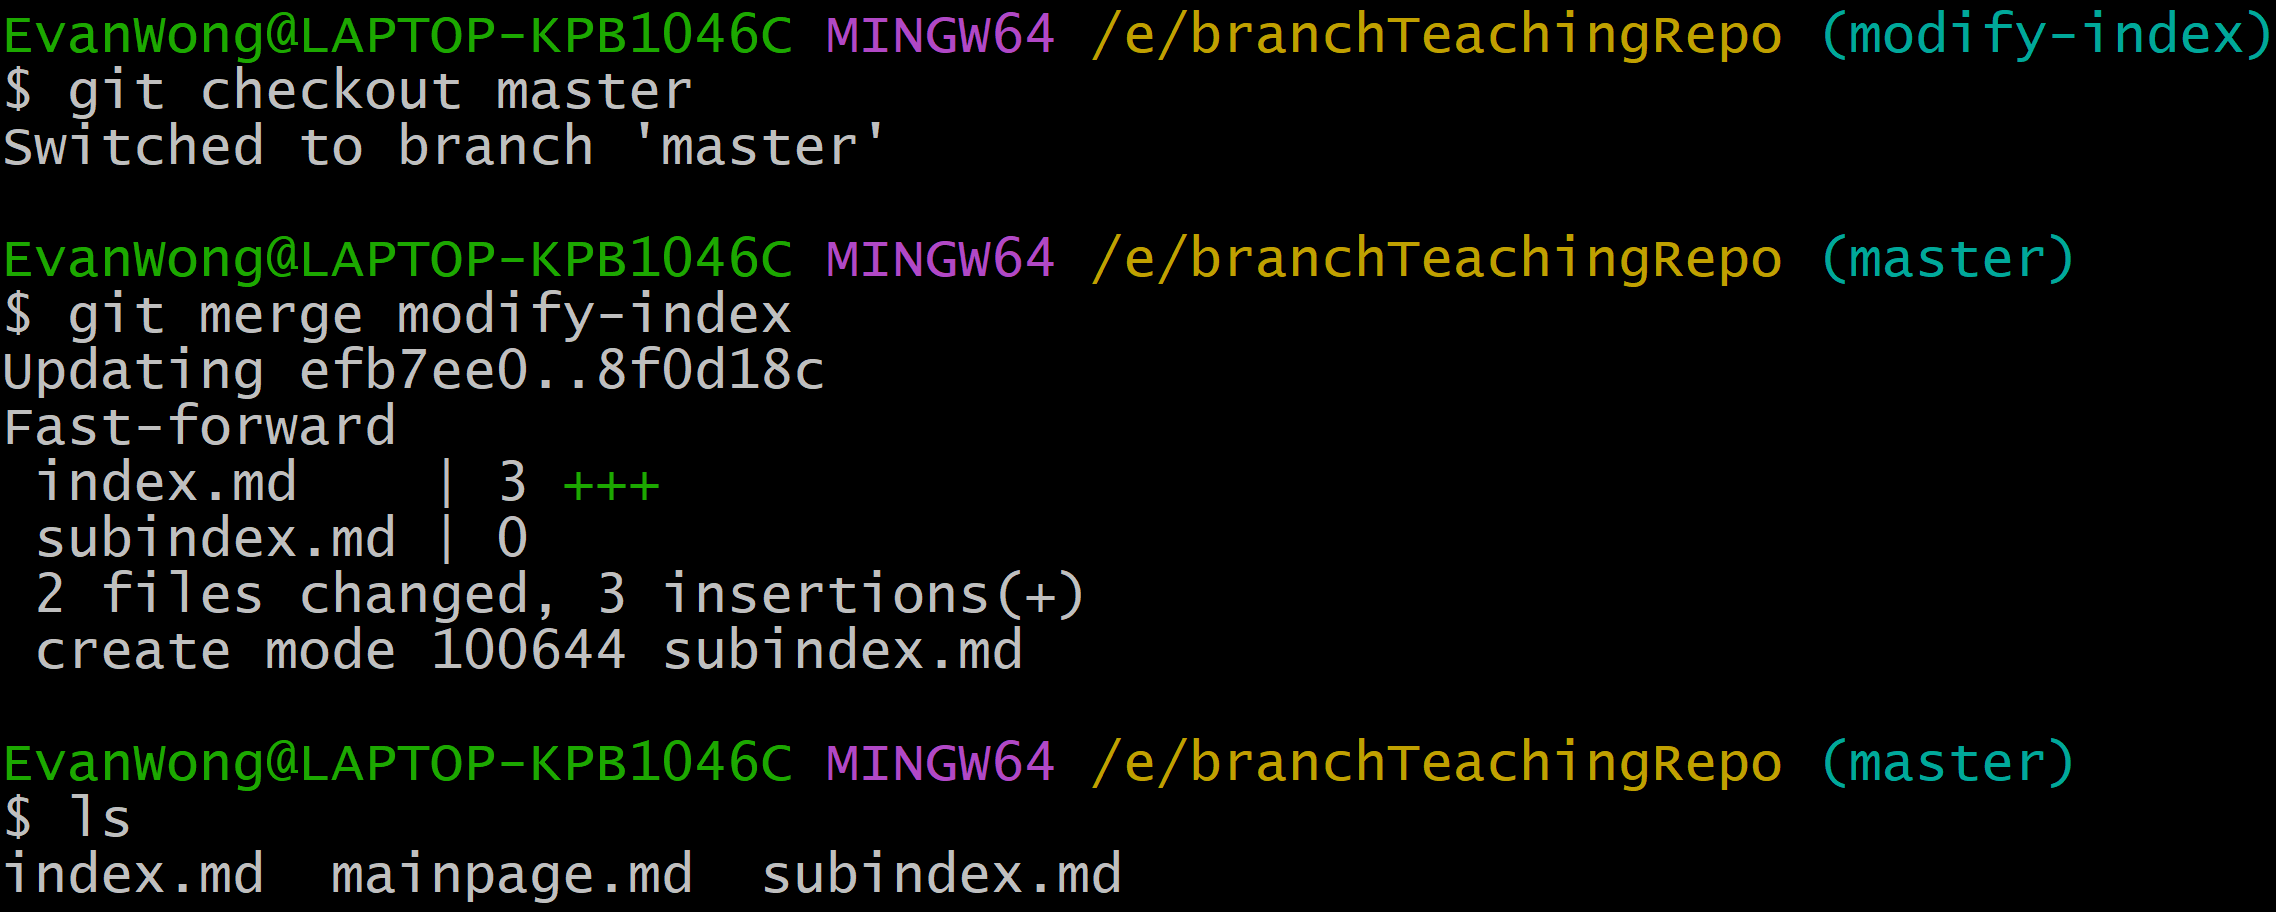 EvanWong@LAPTOP-KPB1046C MINGW64 /e/branchTeachingRepo (modify-index)
$ git checkout master
Switched to branch 'master'

EvanWong@LAPTOP-KPB1046C MINGW64 /e/branchTeachingRepo (master)
$ git merge modify-index
Updating efb7ee0..8f0d18c
Fast-forward
 index.md    | 3 +++
 subindex.md | 0
 2 files changed, 3 insertions(+)
 create mode 100644 subindex.md

EvanWong@LAPTOP-KPB1046C MINGW64 /e/branchTeachingRepo (master)
$ ls
index.md  mainpage.md  subindex.md